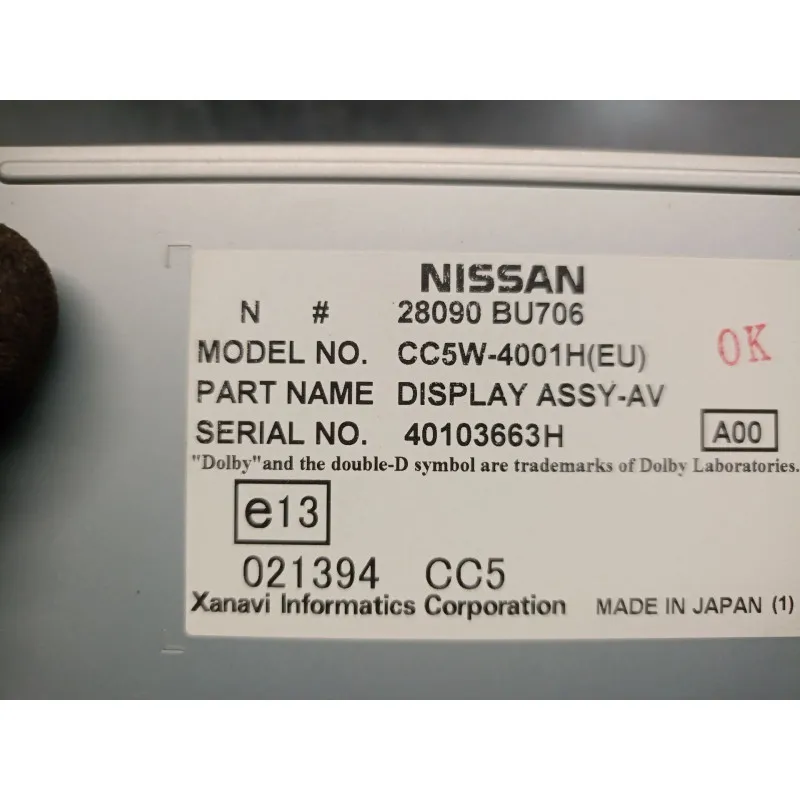 NISSAN
N # 28090 BU706
MODEL NO. CC5W-4001H(EU)
OK
PART NAME DISPLAY ASSY-AV
SERIAL NO. 40103663H
A00
"Dolby"and the double-D symbol are trademarks of Dolby Laboratories.
e13
021394 CC5
Xanavi Informatics Corporation MADE IN JAPAN (1)